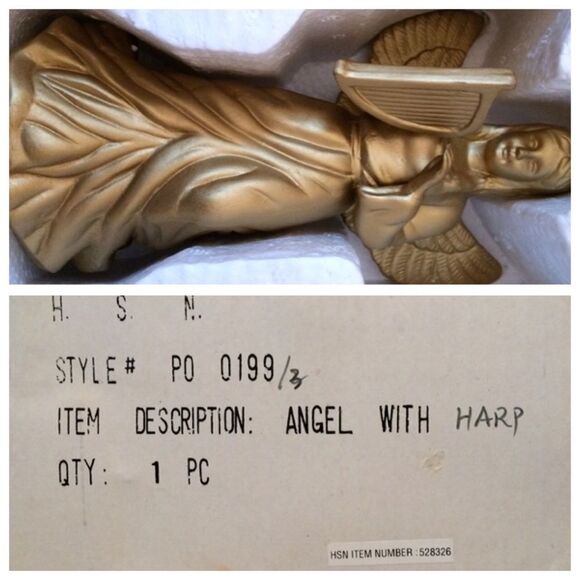 H. S. N.
STYLE# PO 0199/3
ITEM DESCRIPTION: ANGEL WITH HARP
QTY: 1 PC
HSN ITEM NUMBER :528326